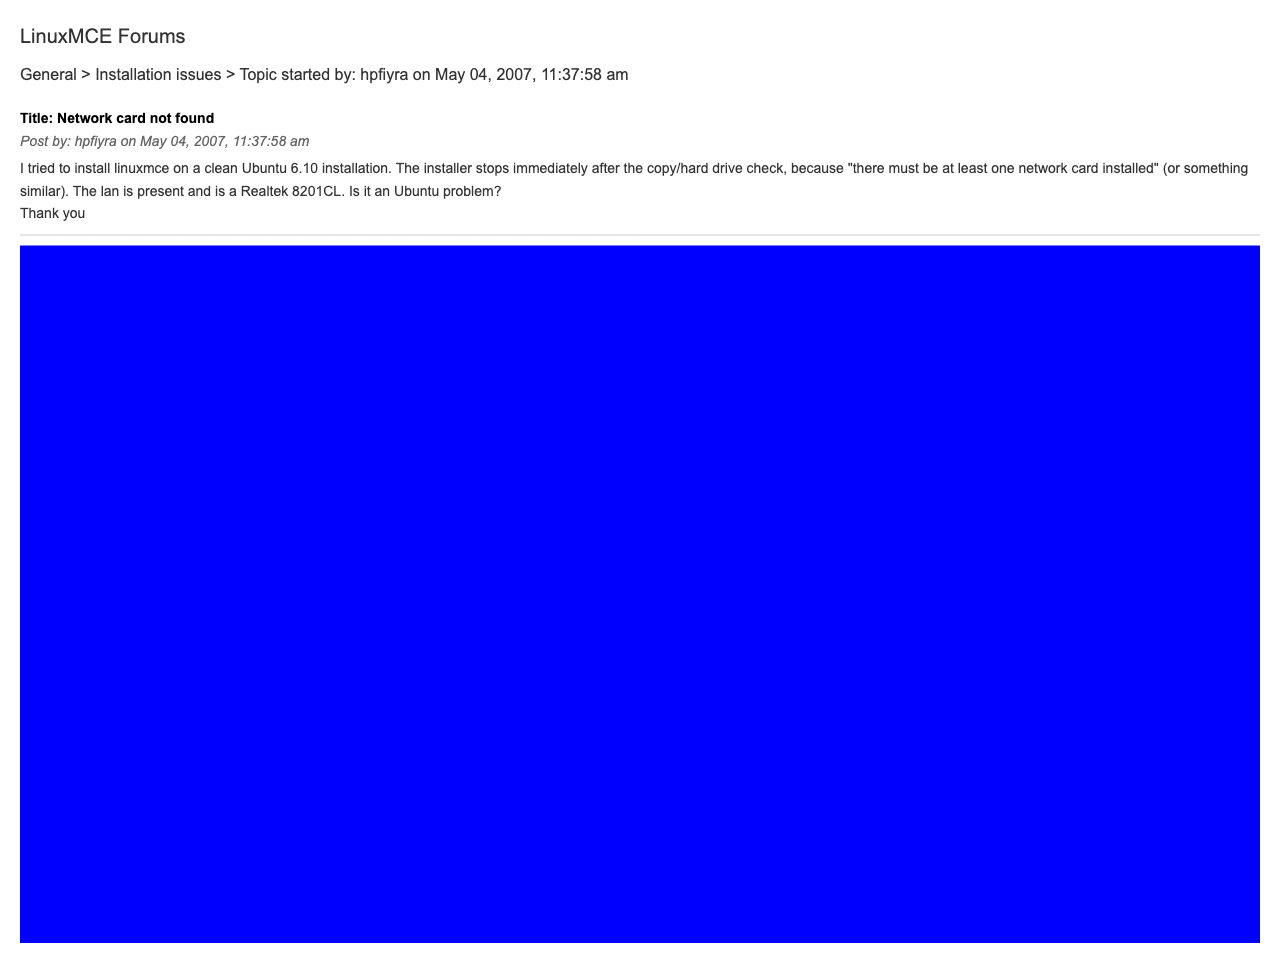 LinuxMCE Forums
General > Installation issues > Topic started by: hpfiyra on May 04, 2007, 11:37:58 am
Title: Network card not found
Post by: hpfiyra on May 04, 2007, 11:37:58 am
I tried to install linuxmce on a clean Ubuntu 6.10 installation. The installer stops immediately after the copy/hard drive check, because "there must be at least one network card installed" (or something
similar). The lan is present and is a Realtek 8201CL. Is it an Ubuntu problem?
Thank you